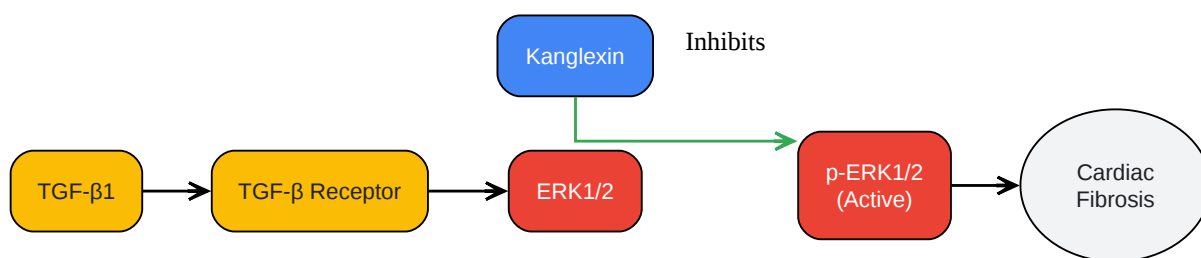 Kanglexin
Inhibits
TGF-β1
TGF-β Receptor
ERK1/2
p-ERK1/2
(Active)
Cardiac
Fibrosis